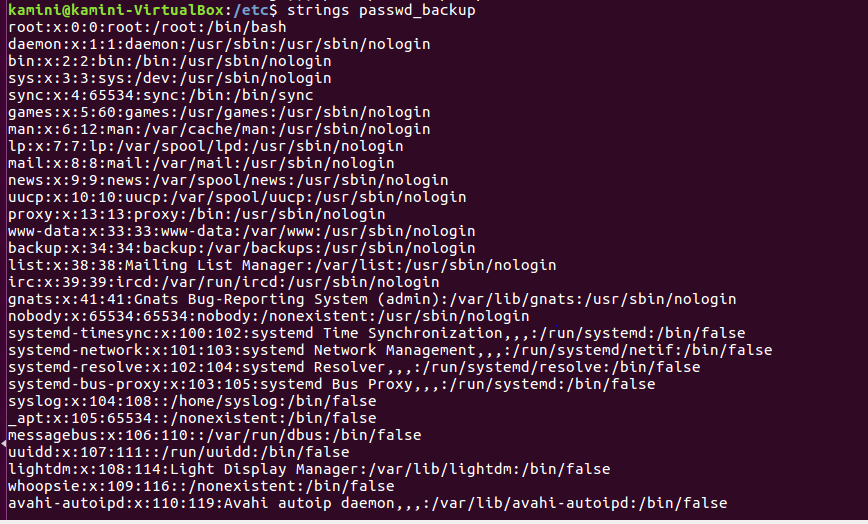 kamini@kamini-VirtualBox:/etc$ strings passwd_backup
root:x:0:0:root:/root:/bin/bash
daemon:x:1:1:daemon:/usr/sbin:/usr/sbin/nologin
bin:x:2:2:bin:/bin:/usr/sbin/nologin
sys:x:3:3:sys:/dev:/usr/sbin/nologin
sync:x:4:65534:sync:/bin:/bin/sync
games:x:5:60:games:/usr/games:/usr/sbin/nologin
man:x:6:12:man:/var/cache/man:/usr/sbin/nologin
lp:x:7:7:lp:/var/spool/lpd:/usr/sbin/nologin
mail:x:8:8:mail:/var/mail:/usr/sbin/nologin
news:x:9:9:news:/var/spool/news:/usr/sbin/nologin
uucp:x:10:10:uucp:/var/spool/uucp:/usr/sbin/nologin
proxy:x:13:13:proxy:/bin:/usr/sbin/nologin
www-data:x:33:33:www-data:/var/www:/usr/sbin/nologin
backup:x:34:34:backup:/var/backups:/usr/sbin/nologin
list:x:38:38:Mailing List Manager:/var/list:/usr/sbin/nologin
irc:x:39:39:ircd:/var/run/ircd:/usr/sbin/nologin
gnats:x:41:41:Gnats Bug-Reporting System (admin):/var/lib/gnats:/usr/sbin/nologin
nobody:x:65534:65534:nobody:/nonexistent:/usr/sbin/nologin
systemd-timesync:x:100:102:systemd Time Synchronization,,,:/run/systemd:/bin/false
systemd-network:x:101:103:systemd Network Management,,,:/run/systemd/netif:/bin/false
systemd-resolve:x:102:104:systemd Resolver,,,:/run/systemd/resolve:/bin/false
systemd-bus-proxy:x:103:105:systemd Bus Proxy,,,:/run/systemd:/bin/false
syslog:x:104:108::/home/syslog:/bin/false
_apt:x:105:65534::/nonexistent:/bin/false
messagebus:x:106:110::/var/run/dbus:/bin/false
uuidd:x:107:111::/run/uuidd:/bin/false
lightdm:x:108:114:Light Display Manager:/var/lib/lightdm:/bin/false
whoopsie:x:109:116::/nonexistent:/bin/false
avahi-autoipd:x:110:119:Avahi autoip daemon,,,:/var/lib/avahi-autoipd:/bin/false